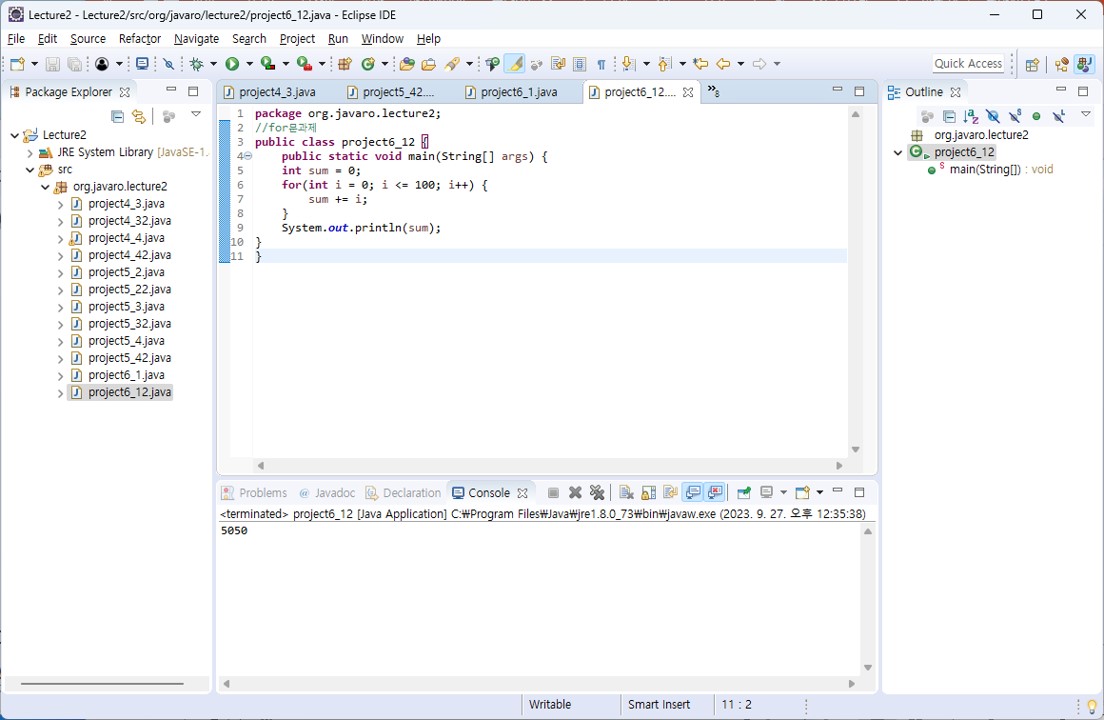 Lecture2 - Lecture2/src/org/javaro/lecture2/project6_12.java - Eclipse IDE
File Edit Source Refactor Navigate Search Project Run Window Help
Quick Access
Package Explorer
Lecture2
JRE System Library [JavaSE-1.
src
org.javaro.lecture2
project4_3.java
project4_32.java
project4_4.java
project4_42.java
project5_2.java
project5_22.java
project5_3.java
project5_32.java
project5_4.java
project5_42.java
project6_1.java
project6_12.java
project4_3.java project5_42.... project6_1.java project6_12.... »8
1 package org.javaro.lecture2;
2 //for문과제
3 public class project6_12 {
4 public static void main(String[] args) {
5 int sum = 0;
6 for(int i = 0; i <= 100; i++) {
7 sum += i;
8 }
9 System.out.println(sum);
10 }
11 }
Outline
org.javaro.lecture2
project6_12
main(String[]) : void
Problems @ Javadoc Declaration Console
<terminated> project6_12 [Java Application] C:₩Program Files₩Java₩jre1.8.0_73₩bin₩javaw.exe (2023. 9. 27. 오후 12:35:38)
5050
Writable Smart Insert 11 : 2